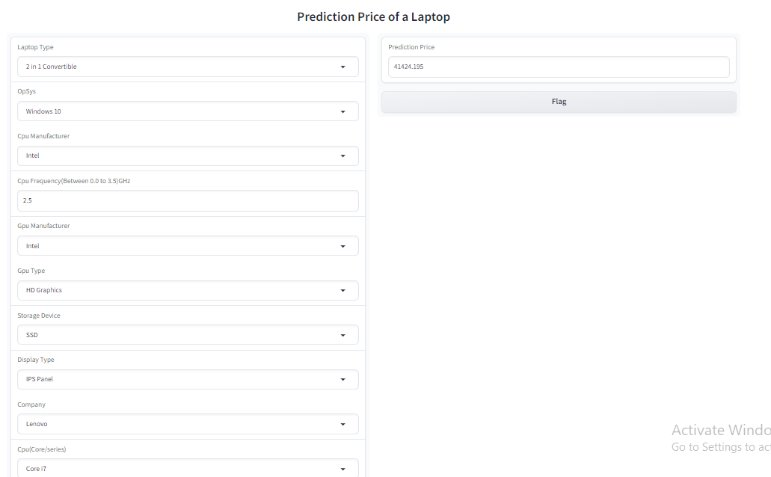 Prediction Price of a Laptop
Laptop Type
2 in 1 Convertible
OpSys
Windows 10
Cpu Manufacturer
Intel
Cpu Frequency(Between 0.0 to 3.5)GHz
2.5
Gpu Manufacturer
Intel
Gpu Type
HD Graphics
Storage Device
SSD
Display Type
IPS Panel
Company
Lenovo
Cpu(Core/series)
Core i7
Prediction Price
41424.195
Flag
Activate Windo
Go to Settings to act